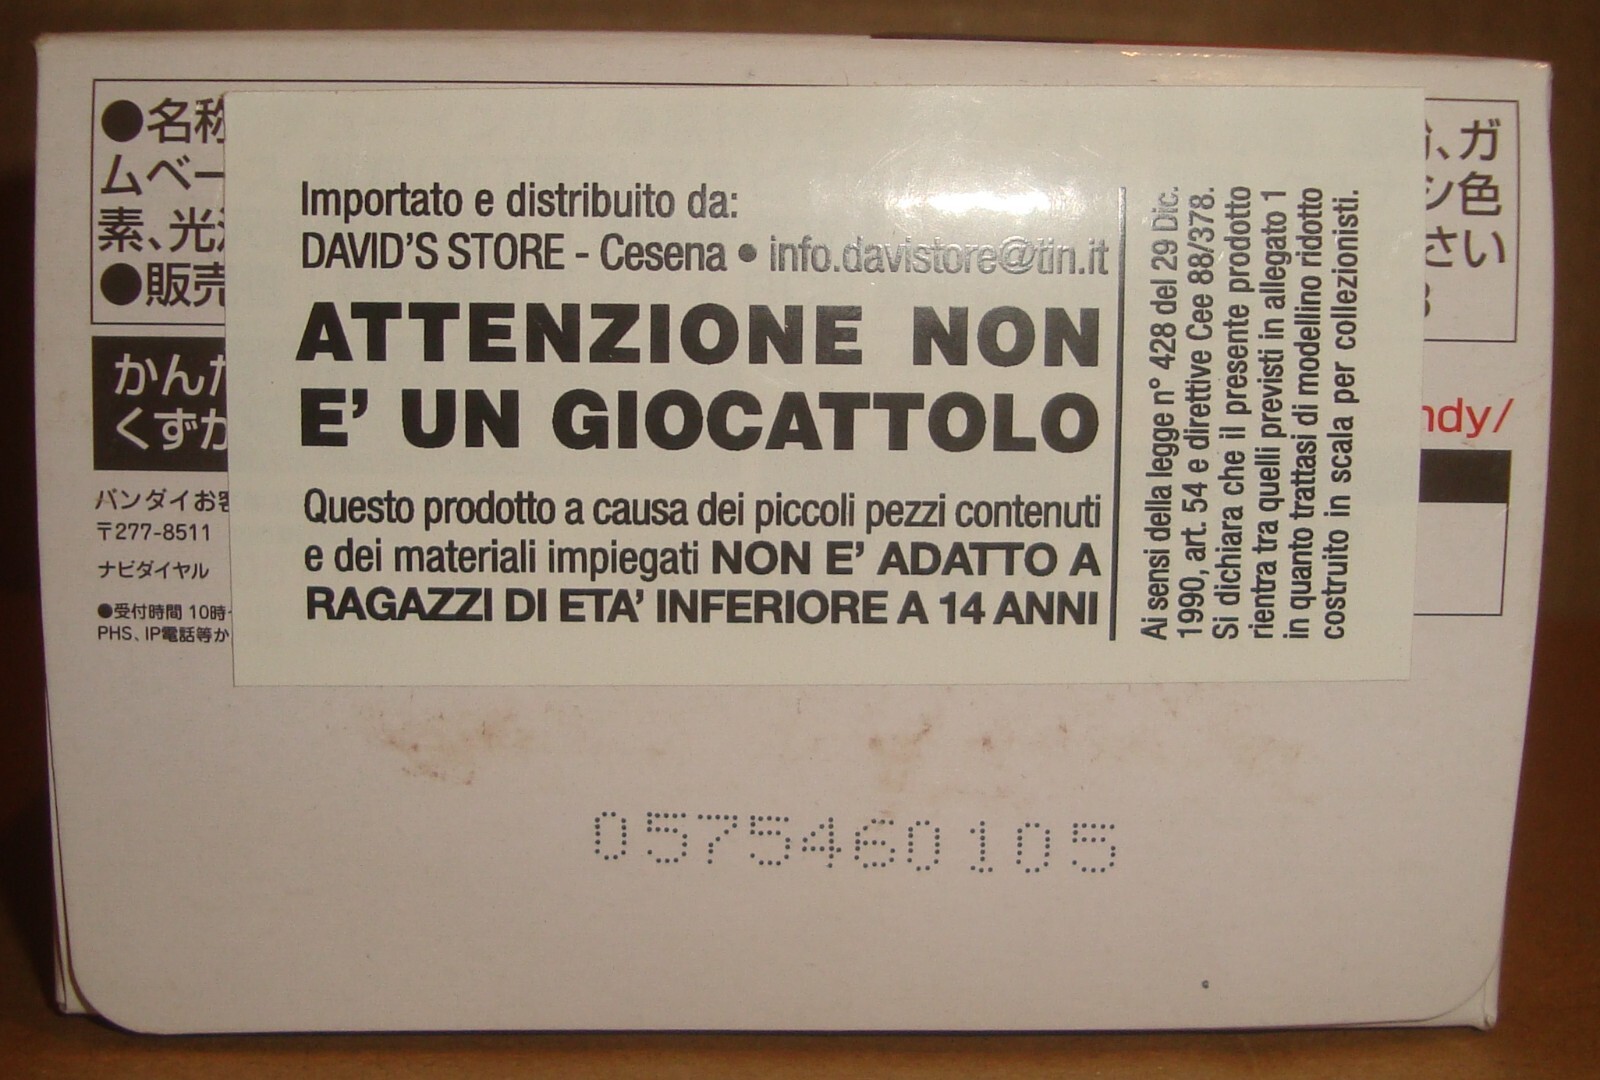 ●名称
ムベー
素、光
●販売
かんた
くずか
バンダイお客
〒277-8511
ナビダイヤル
●受付時間 10時
PHS、IP電話等か
Importato e distribuito da:
DAVID'S STORE - Cesena • info.davistore@tin.it
ATTENZIONE NON
E' UN GIOCATTOLO
Questo prodotto a causa dei piccoli pezzi contenuti
e dei materiali impiegati NON E' ADATTO A
RAGAZZI DI ETA' INFERIORE A 14 ANNI
Ai sensi della legge n° 428 del 29 Dic.
1990, art. 54 e direttive Cee 88/378.
Si dichiara che il presente prodotto
rientra tra quelli previsti in allegato 1
in quanto trattasi di modellino ridotto
costruito in scala per collezionisti.
、ガ
シ色
さい
ndy/
0575460105